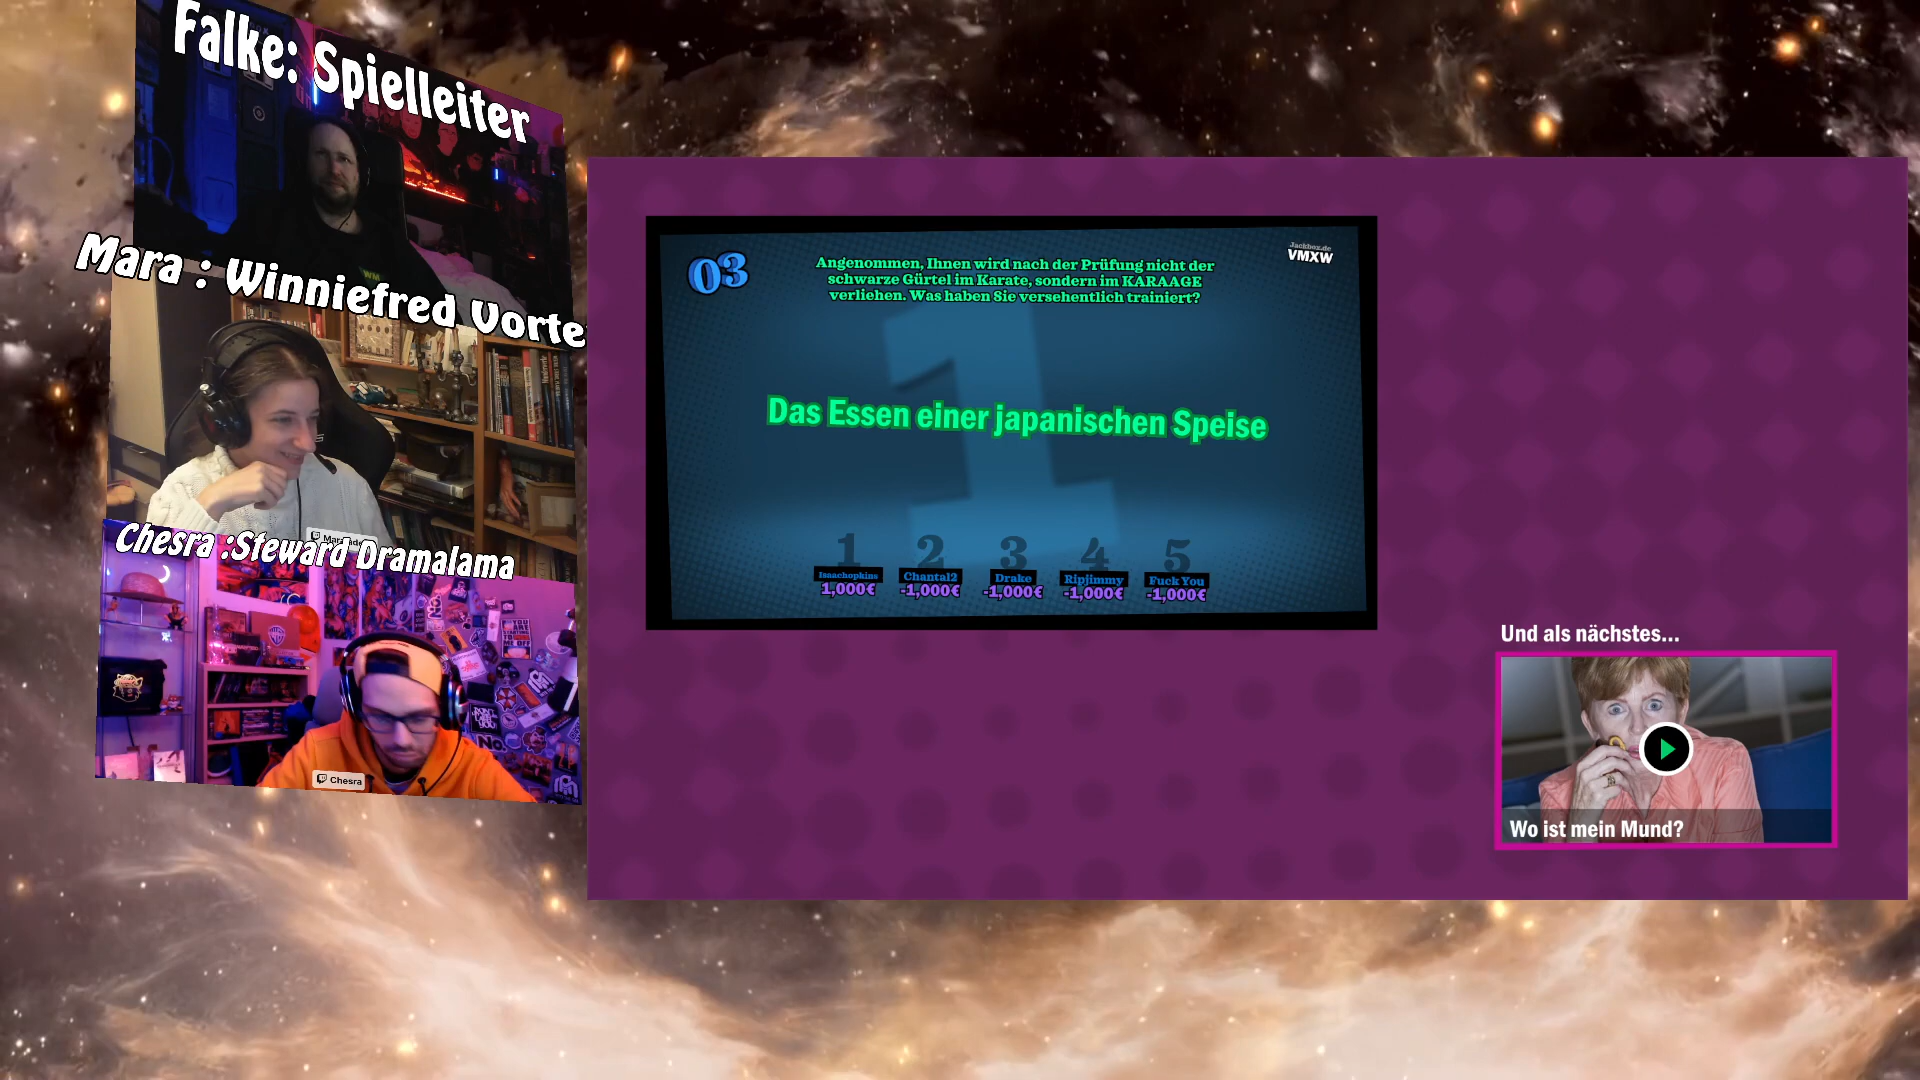 Falke: Spielleiter
Mara : Winniefred Vorte
Chesra :Steward Dramalama
Chesra
03
Angenommen, Ihnen wird nach der Prüfung nicht der
schwarze Gürtel im Karate, sondern im KARAAGE
verliehen. Was haben Sie versehentlich trainiert?
Jackbox.de
VMXW
1
Das Essen einer japanischen Speise
1 2 3 4 5
Isaachopkins Chantal2 Drake Ripjimmy Fuck You
1,000€ -1,000€ -1,000€ -1,000€ -1,000€
Und als nächstes...
Wo ist mein Mund?